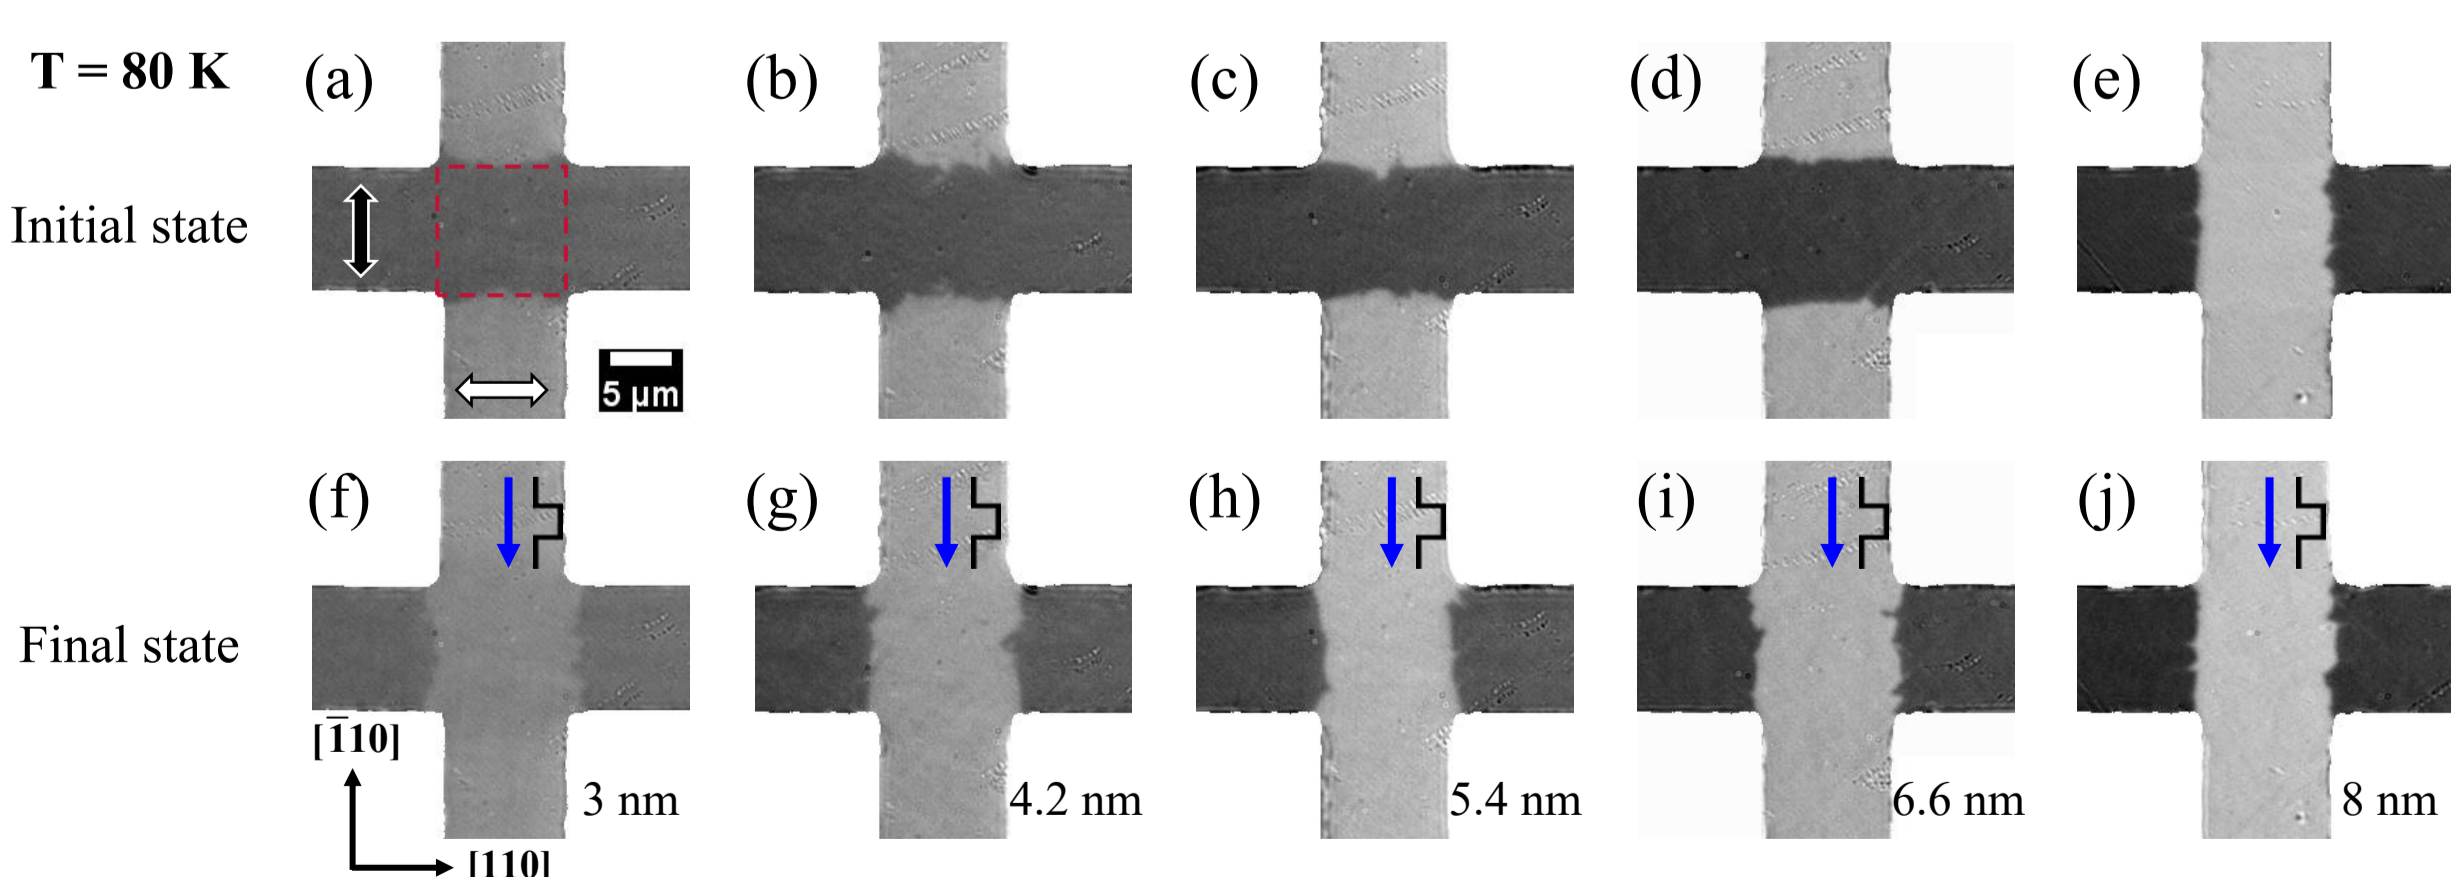 T = 80 K
(a)
(b)
(c)
(d)
(e)
Initial state
5 μm
(f)
(g)
(h)
(i)
(j)
Final state
[1̅10]
3 nm
4.2 nm
5.4 nm
6.6 nm
8 nm
[110]